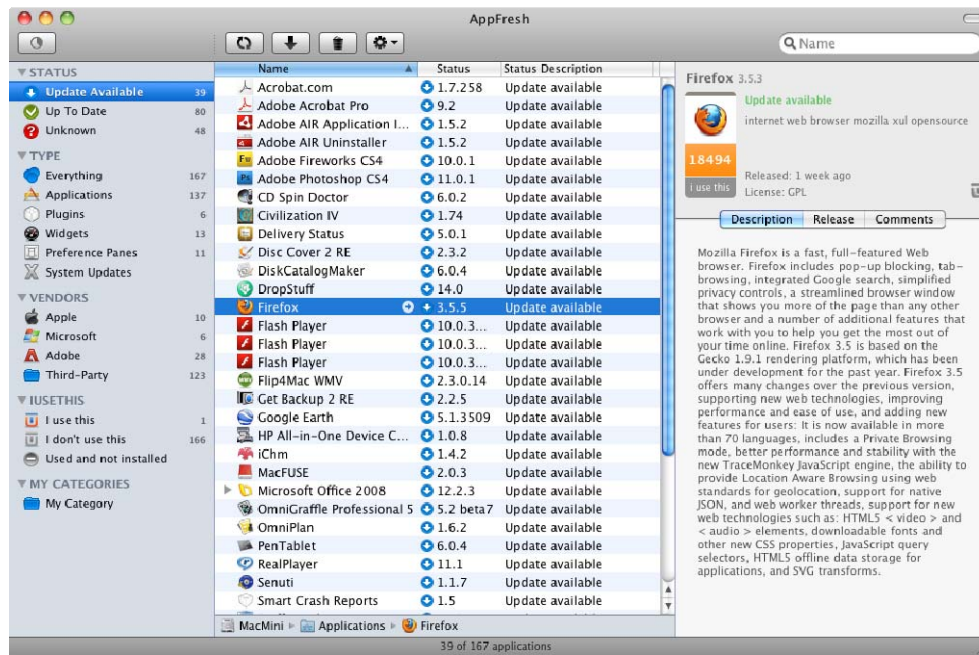 AppFresh
Name
STATUS
Update Available 39
Up To Date 80
Unknown 48
TYPE
Everything 167
Applications 137
Plugins 6
Widgets 13
Preference Panes 11
System Updates
VENDORS
Apple 10
Microsoft 6
Adobe 28
Third-Party 123
IUSETHIS
I use this 1
I don't use this 166
Used and not installed
MY CATEGORIES
My Category
Name Status Status Description
Acrobat.com 1.7.258 Update available
Adobe Acrobat Pro 9.2 Update available
Adobe AIR Application I... 1.5.2 Update available
Adobe AIR Uninstaller 1.5.2 Update available
Adobe Fireworks CS4 10.0.1 Update available
Adobe Photoshop CS4 11.0.1 Update available
CD Spin Doctor 6.0.2 Update available
Civilization IV 1.74 Update available
Delivery Status 5.0.1 Update available
Disc Cover 2 RE 2.3.2 Update available
DiskCatalogMaker 6.0.4 Update available
DropStuff 14.0 Update available
Firefox 3.5.5 Update available
Flash Player 10.0.3... Update available
Flash Player 10.0.3... Update available
Flash Player 10.0.3... Update available
Flip4Mac WMV 2.3.0.14 Update available
Get Backup 2 RE 2.2.5 Update available
Google Earth 5.1.3509 Update available
HP All-in-One Device C... 1.0.8 Update available
iChm 1.4.2 Update available
MacFUSE 2.0.3 Update available
Microsoft Office 2008 12.2.3 Update available
OmniGraffle Professional 5 5.2 beta7 Update available
OmniPlan 1.6.2 Update available
PenTablet 6.0.4 Update available
RealPlayer 11.1 Update available
Senuti 1.1.7 Update available
Smart Crash Reports 1.5 Update available
MacMini Applications Firefox
39 of 167 applications
Firefox 3.5.3
Update available
internet web browser mozilla xul opensource
18494
i use this
Released: 1 week ago
License: GPL
Description Release Comments
Mozilla Firefox is a fast, full-featured Web
browser. Firefox includes pop-up blocking, tab-
browsing, integrated Google search, simplified
privacy controls, a streamlined browser window
that shows you more of the page than any other
browser and a number of additional features that
work with you to help you get the most out of
your time online. Firefox 3.5 is based on the
Gecko 1.9.1 rendering platform, which has been
under development for the past year. Firefox 3.5
offers many changes over the previous version,
supporting new web technologies, improving
performance and ease of use, and adding new
features for users: It is now available in more
than 70 languages, includes a Private Browsing
mode, better performance and stability with the
new TraceMonkey JavaScript engine, the ability to
provide Location Aware Browsing using web
standards for geolocation, support for native
JSON, and web worker threads, support for new
web technologies such as: HTML5 < video > and
< audio > elements, downloadable fonts and
other new CSS properties, JavaScript query
selectors, HTML5 offline data storage for
applications, and SVG transforms.